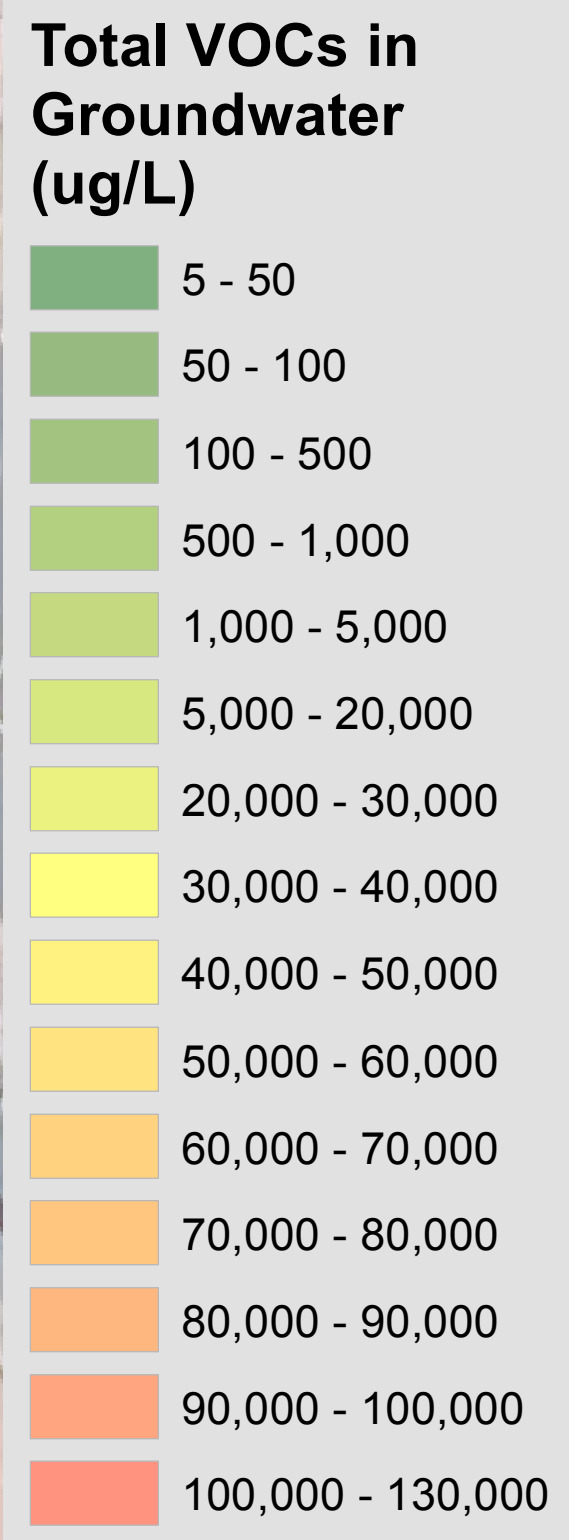 Total VOCs in
Groundwater
(ug/L)
5 - 50
50 - 100
100 - 500
500 - 1,000
1,000 - 5,000
5,000 - 20,000
20,000 - 30,000
30,000 - 40,000
40,000 - 50,000
50,000 - 60,000
60,000 - 70,000
70,000 - 80,000
80,000 - 90,000
90,000 - 100,000
100,000 - 130,000